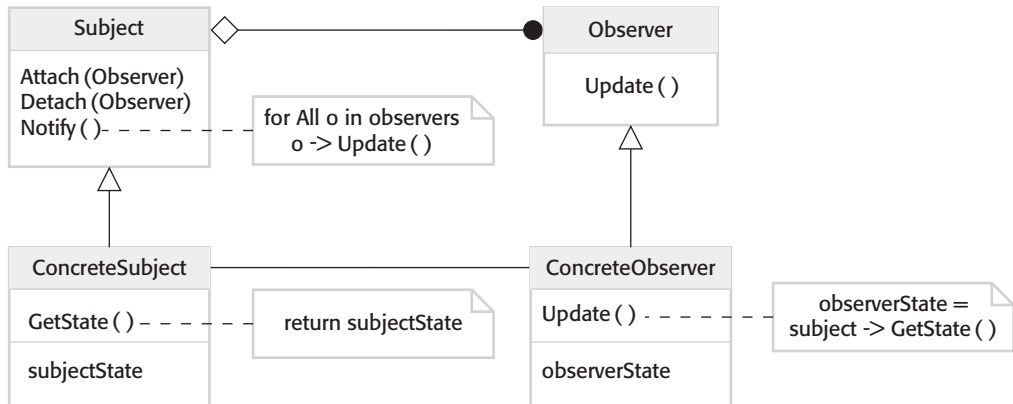 Subject
Attach (Observer)
Detach (Observer)
Notify ( )
for All o in observers
o -> Update ( )
Observer
Update ( )
ConcreteSubject
GetState ( )
subjectState
return subjectState
ConcreteObserver
Update ( )
observerState
observerState =
subject -> GetState ( )